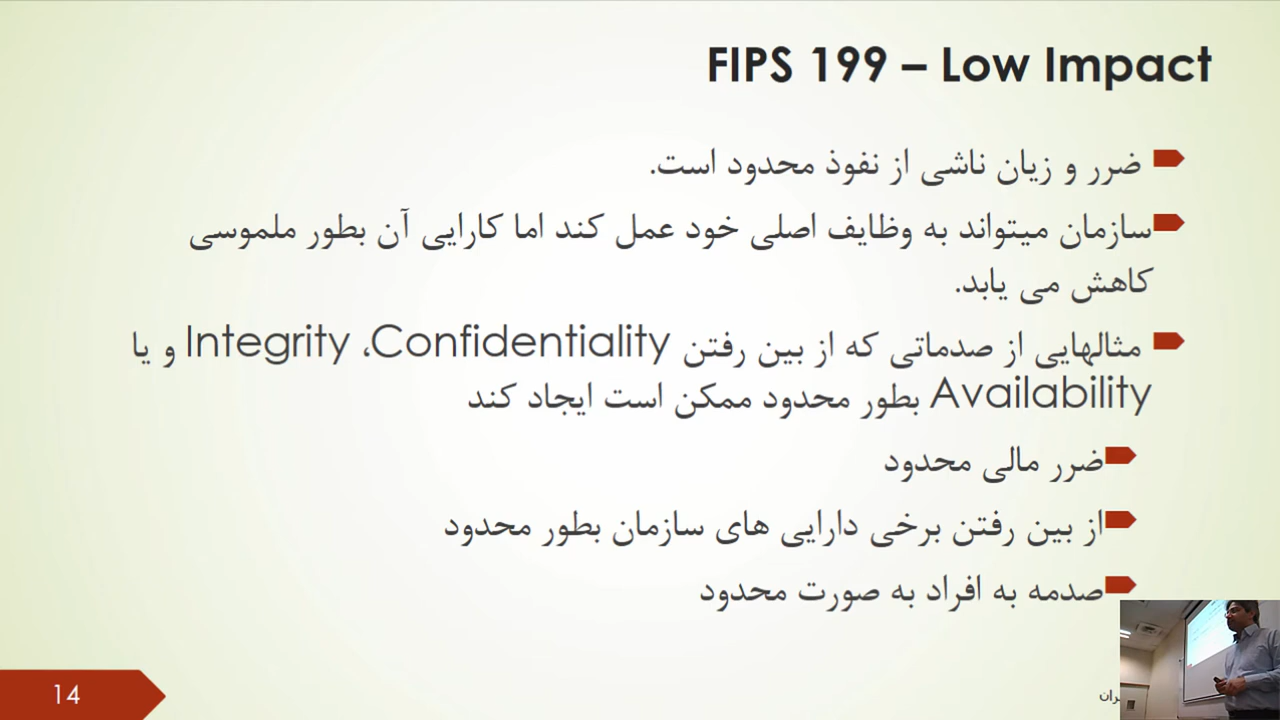 FIPS 199 – Low Impact
ضرر و زیان ناشی از نفوذ محدود است.
سازمان میتواند به وظایف اصلی خود عمل کند اما کارایی آن بطور ملموسی
کاهش می یابد.
مثالهایی از صدماتی که از بین رفتن Confidentiality، Integrity و یا
Availability بطور محدود ممکن است ایجاد کند
ضرر مالی محدود
از بین رفتن برخی دارایی های سازمان بطور محدود
صدمه به افراد به صورت محدود
14